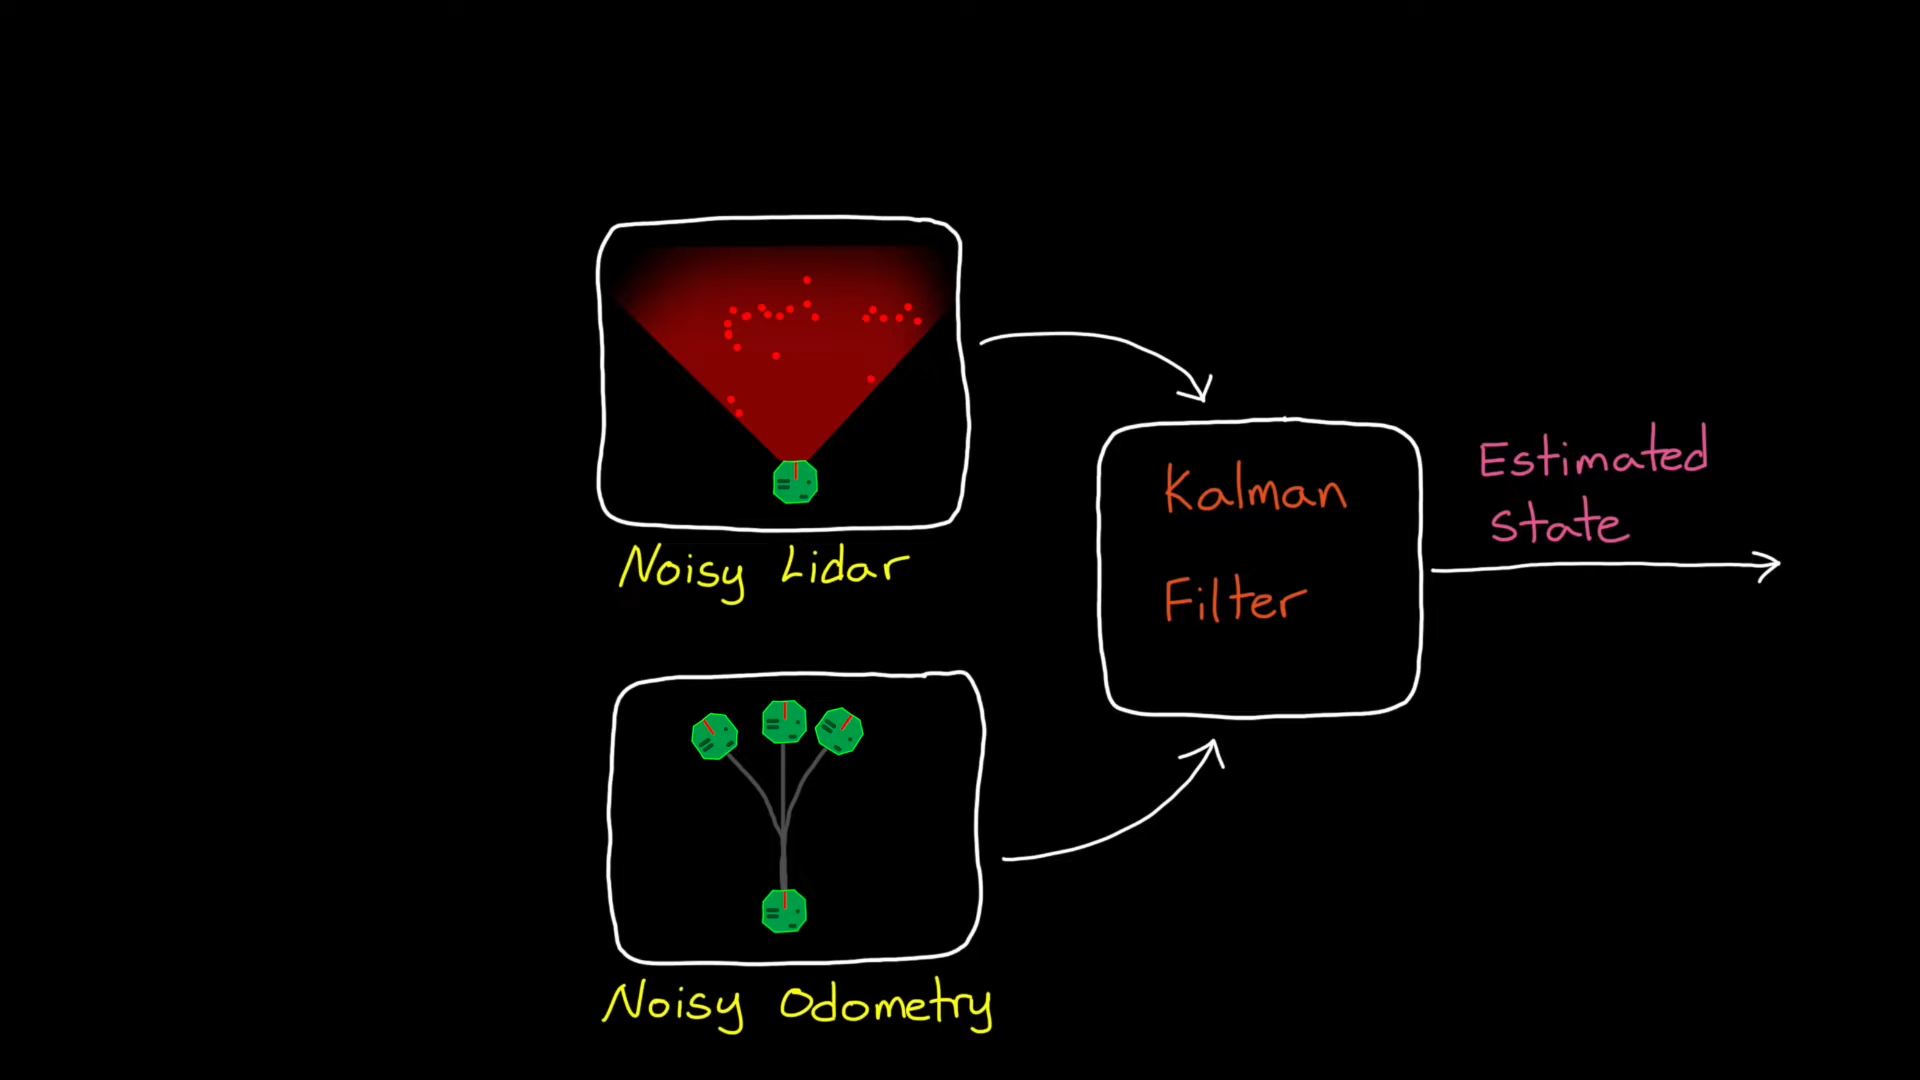 Noisy Lidar
Kalman
Filter
Estimated
State
Noisy Odometry